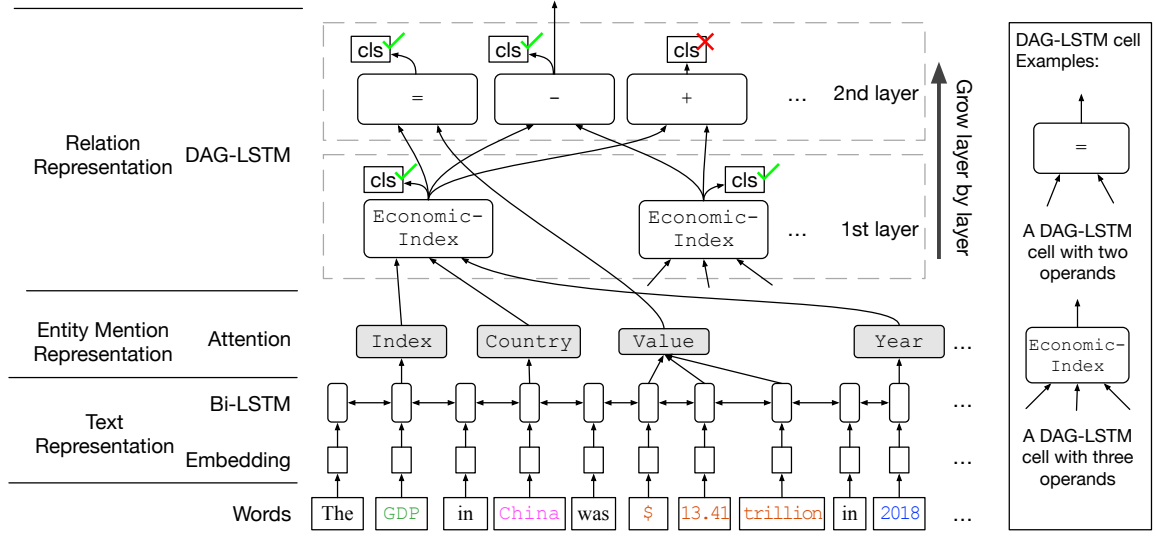 cls
cls
cls
= - + ... 2nd layer
Relation
Representation
DAG-LSTM
cls
cls
Economic-
Index
Economic-
Index
... 1st layer
Grow layer by layer
Entity Mention
Representation
Attention
Index Country Value Year ...
Text
Representation
Bi-LSTM ...
Embedding ...
Words The GDP in China was $ 13.41 trillion in 2018 ...
DAG-LSTM cell
Examples:
=
A DAG-LSTM
cell with two
operands
Economic-
Index
A DAG-LSTM
cell with three
operands